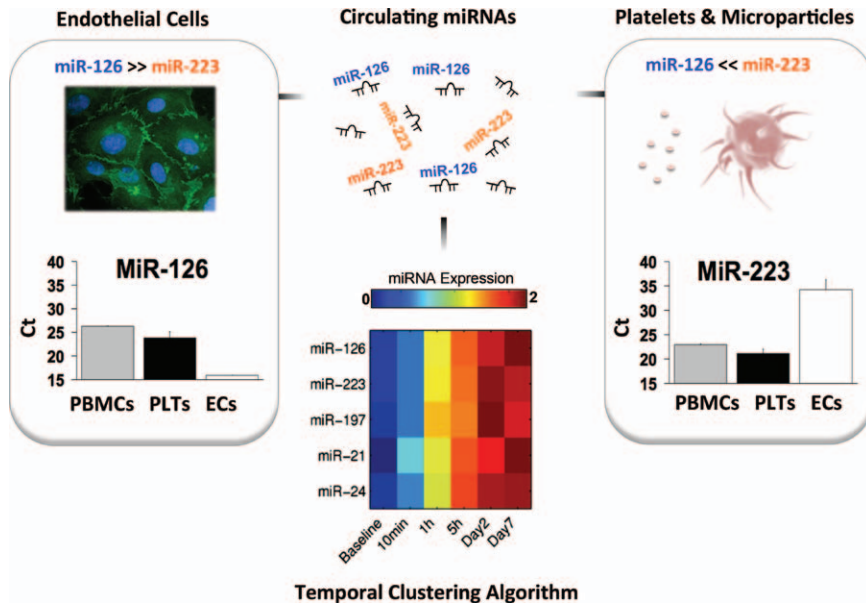 Endothelial Cells
Circulating miRNAs
Platelets & Microparticles
miR-126 >> miR-223
miR-126
miR-126
miR-223
miR-223
miR-223
miR-126
miR-126 << miR-223
MiR-126
Ct
40
35
30
25
20
15
PBMCs PLTs ECs
miRNA Expression
0
2
miR-126
miR-223
miR-197
miR-21
miR-24
Baseline
10min
1h
5h
Day2
Day7
MiR-223
Ct
40
35
30
25
20
15
PBMCs PLTs ECs
Temporal Clustering Algorithm